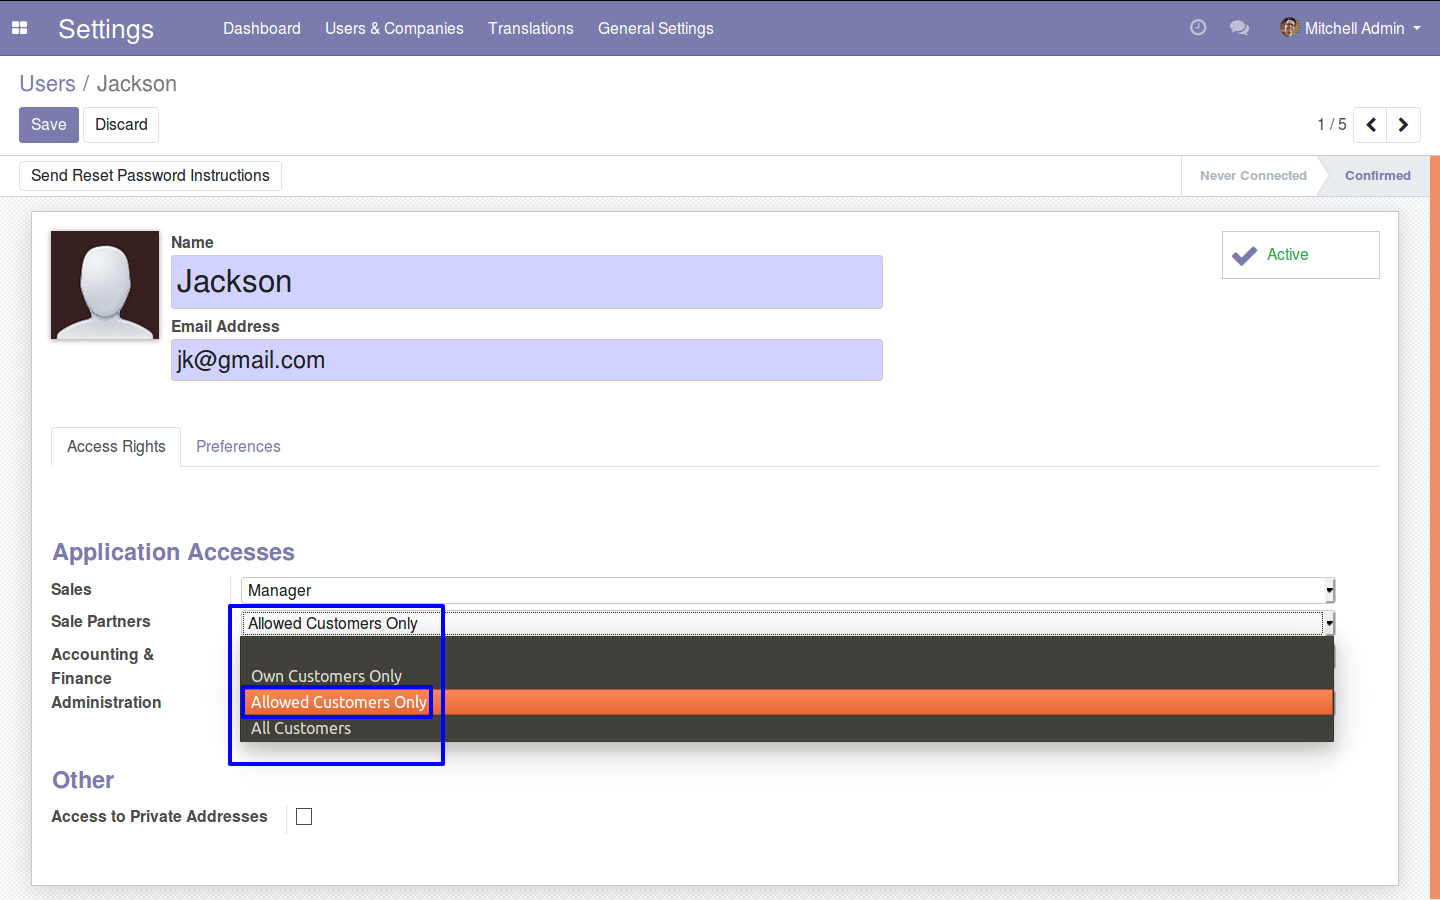 Settings Dashboard Users & Companies Translations General Settings Mitchell Admin
Users / Jackson
Save Discard 1 / 5
Send Reset Password Instructions Never Connected Confirmed
Name
Jackson
Active
Email Address
jk@gmail.com
Access Rights Preferences
Application Accesses
Sales Manager
Sale Partners Allowed Customers Only
Accounting &
Finance
Own Customers Only
Administration Allowed Customers Only
All Customers
Other
Access to Private Addresses